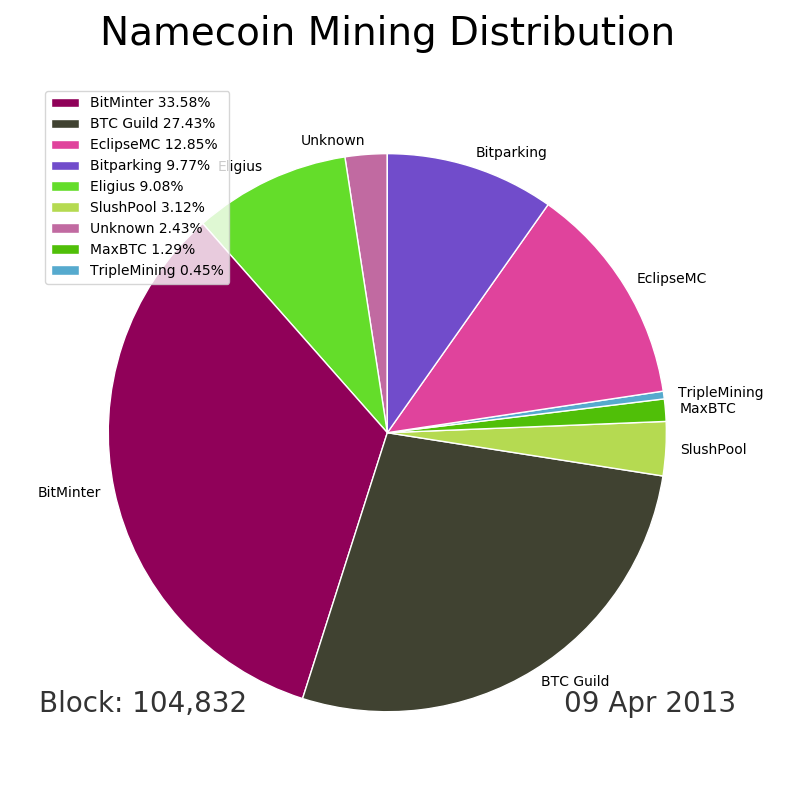 Namecoin Mining Distribution
BitMinter 33.58%
BTC Guild 27.43%
EclipseMC 12.85%
Bitparking 9.77%
Eligius 9.08%
SlushPool 3.12%
Unknown 2.43%
MaxBTC 1.29%
TripleMining 0.45%
Unknown
Bitparking
Eligius
EclipseMC
TripleMining
MaxBTC
SlushPool
BitMinter
BTC Guild
Block: 104,832
09 Apr 2013